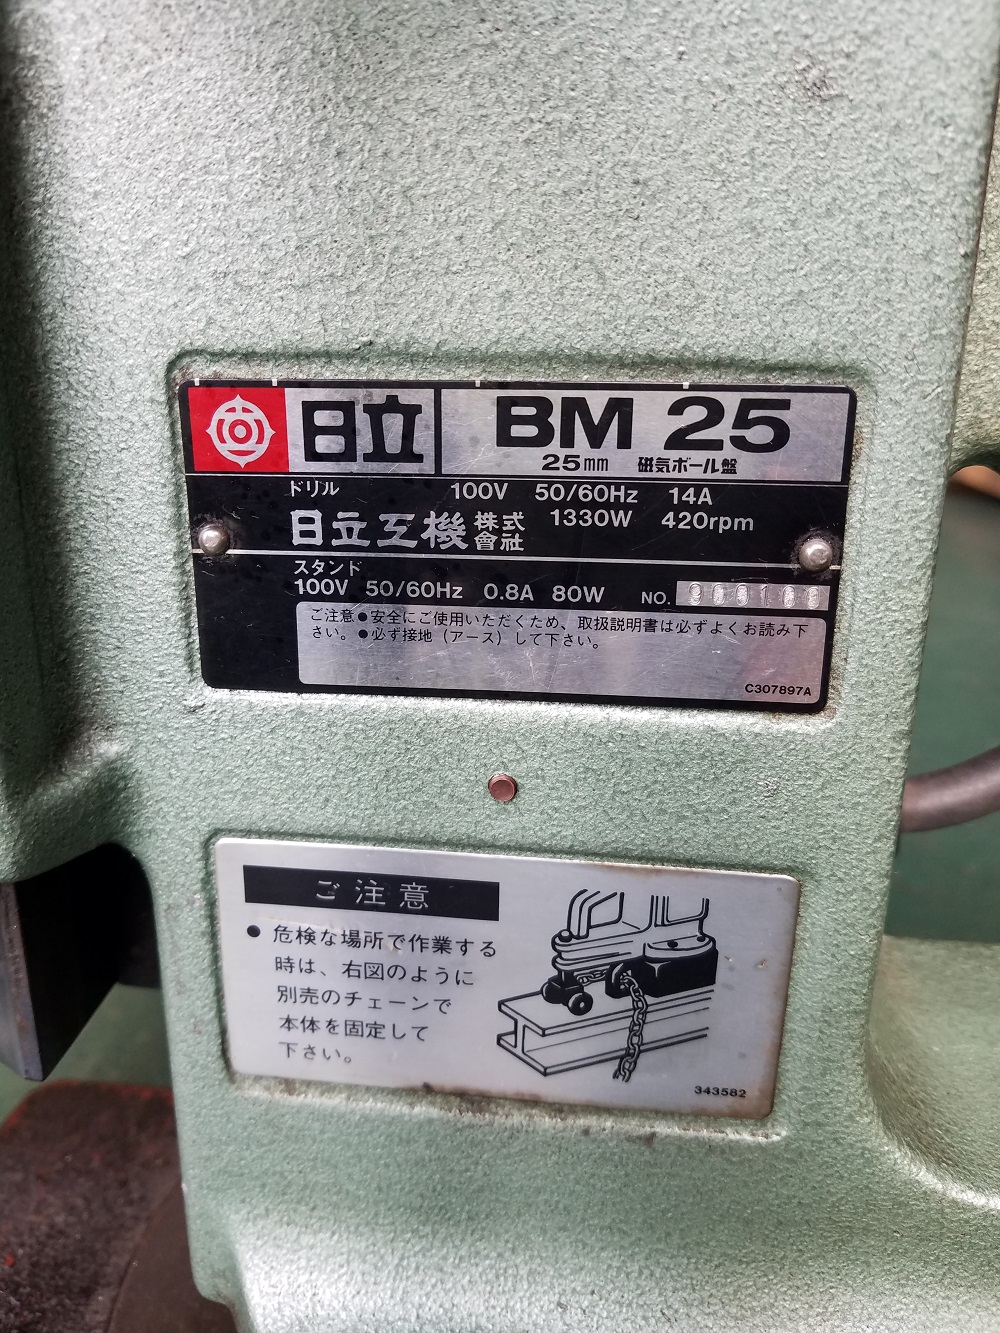 日立
BM 25
25mm 磁気ボール盤
ドリル 100V 50/60Hz 14A
日立工機株式會社 1330W 420rpm
スタンド
100V 50/60Hz 0.8A 80W NO.
ご注意●安全にご使用いただくため、取扱説明書は必ずよくお読み下
さい。●必ず接地（アース）して下さい。
C307897A
ご注意
● 危検な場所で作業する
時は、右図のように
別売のチェーンで
本体を固定して
下さい。
343582